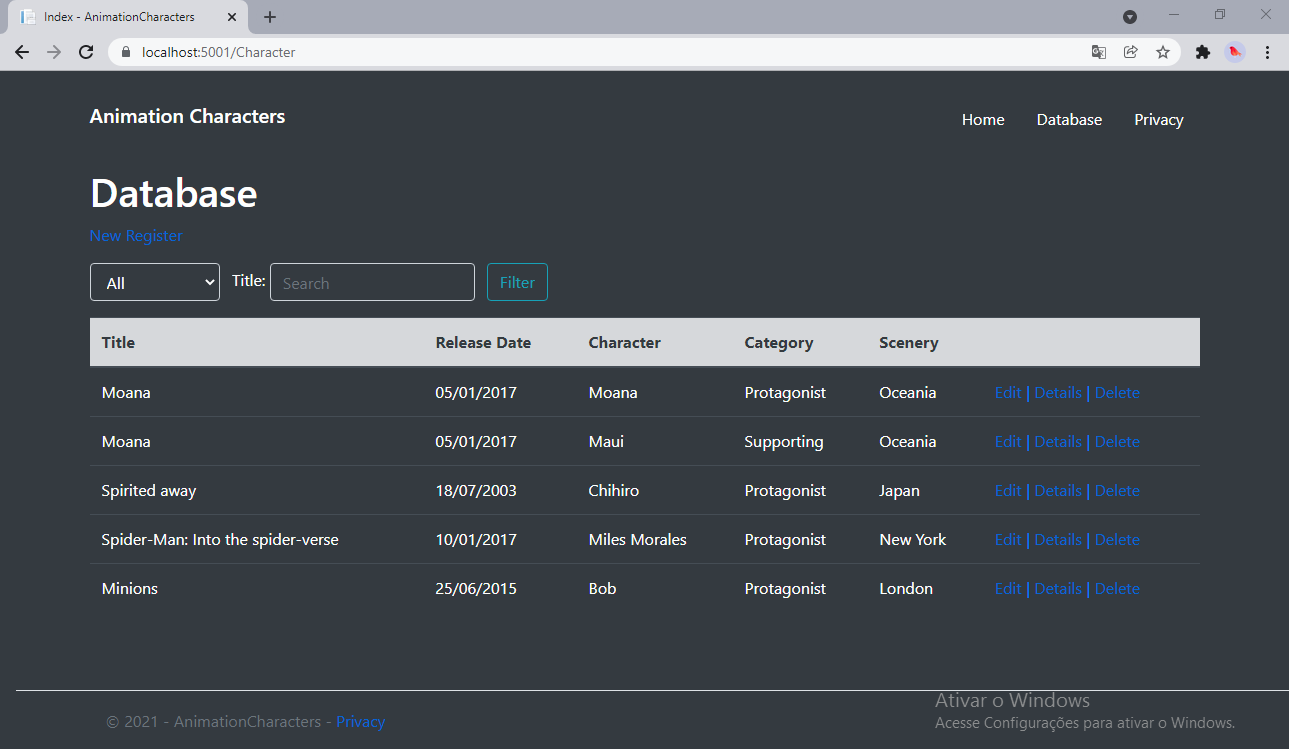 Index - AnimationCharacters
localhost:5001/Character
Animation Characters Home Database Privacy
Database
New Register
All Title: Search Filter
Title Release Date Character Category Scenery
Moana 05/01/2017 Moana Protagonist Oceania Edit | Details | Delete
Moana 05/01/2017 Maui Supporting Oceania Edit | Details | Delete
Spirited away 18/07/2003 Chihiro Protagonist Japan Edit | Details | Delete
Spider-Man: Into the spider-verse 10/01/2017 Miles Morales Protagonist New York Edit | Details | Delete
Minions 25/06/2015 Bob Protagonist London Edit | Details | Delete
Ativar o Windows
© 2021 - AnimationCharacters - Privacy Acesse Configurações para ativar o Windows.